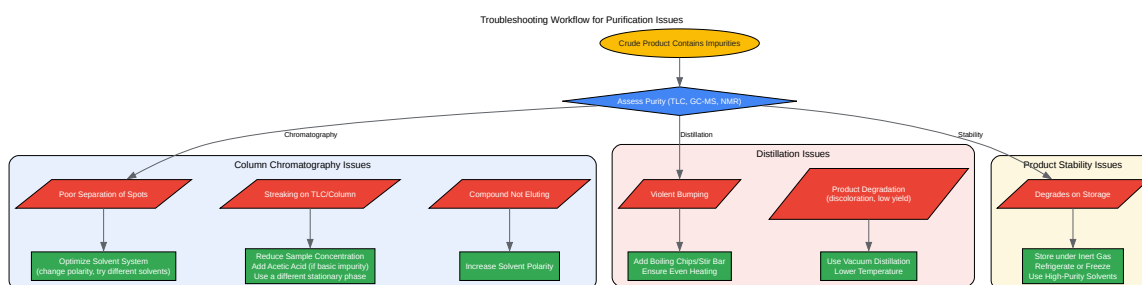 Troubleshooting Workflow for Purification Issues
Crude Product Contains Impurities
Assess Purity (TLC, GC-MS, NMR)
Chromatography
Distillation
Stability
Column Chromatography Issues
Distillation Issues
Product Stability Issues
Poor Separation of Spots
Streaking on TLC/Column
Compound Not Eluting
Violent Bumping
Product Degradation
(discoloration, low yield)
Degrades on Storage
Optimize Solvent System
(change polarity, try different solvents)
Reduce Sample Concentration
Add Acetic Acid (if basic impurity)
Use a different stationary phase
Increase Solvent Polarity
Add Boiling Chips/Stir Bar
Ensure Even Heating
Use Vacuum Distillation
Lower Temperature
Store under Inert Gas
Refrigerate or Freeze
Use High-Purity Solvents